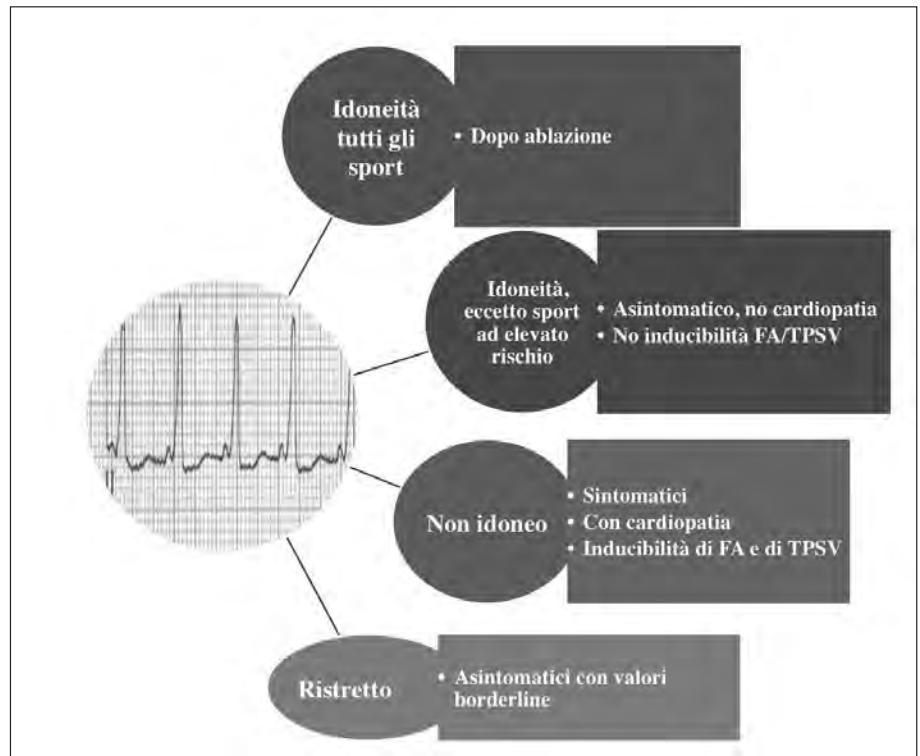 Idoneità
tutti gli
sport
• Dopo ablazione
Idoneità,
eccetto sport
ad elevato
rischio
• Asintomatico, no cardiopatia
• No inducibilità FA/TPSV
II
Non idoneo
• Sintomatici
• Con cardiopatia
• Inducibilità di FA e di TPSV
Ristretto
• Asintomatici con valori
borderline